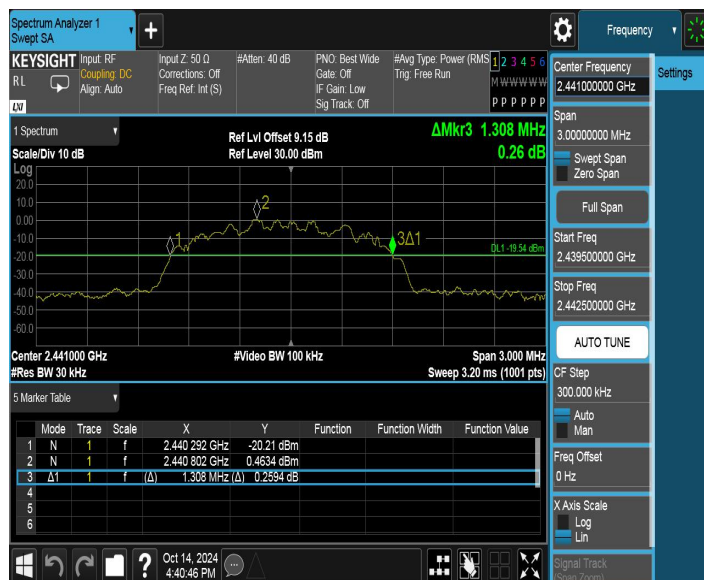 Spectrum Analyzer 1
Swept SA
+
Frequency
KEYSIGHT
RL
LNI
Input: RF
Coupling: DC
Align: Auto
Input Z: 50 Ω
Corrections: Off
Freq Ref: Int (S)
#Atten: 40 dB
PNO: Best Wide
Gate: Off
IF Gain: Low
Sig Track: Off
#Avg Type: Power (RMS
Trig: Free Run
1 2 3 4 5 6
M W W W W W
P P P P P P
1 Spectrum
Scale/Div 10 dB
Ref Lvl Offset 9.15 dB
Ref Level 30.00 dBm
ΔMkr3 1.308 MHz
0.26 dB
Log
20.0
10.0
0.00
-10.0
-20.0
-30.0
-40.0
-50.0
-60.0
1
2
3Δ1
DL1 -19.54 dBm
Center 2.441000 GHz
#Video BW 100 kHz
Span 3.000 MHz
#Res BW 30 kHz
Sweep 3.20 ms (1001 pts)
5 Marker Table
Mode Trace Scale X Y Function Function Width Function Value
1 N 1 f 2.440 292 GHz -20.21 dBm
2 N 1 f 2.440 802 GHz 0.4634 dBm
3 Δ1 1 f (Δ) 1.308 MHz (Δ) 0.2594 dB
4
5
6
?
Oct 14, 2024
4:40:46 PM
Center Frequency
2.441000000 GHz
Settings
Span
3.00000000 MHz
Swept Span
Zero Span
Full Span
Start Freq
2.439500000 GHz
Stop Freq
2.442500000 GHz
AUTO TUNE
CF Step
300.000 kHz
Auto
Man
Freq Offset
0 Hz
X Axis Scale
Log
Lin
Signal Track
(Span Zoom)